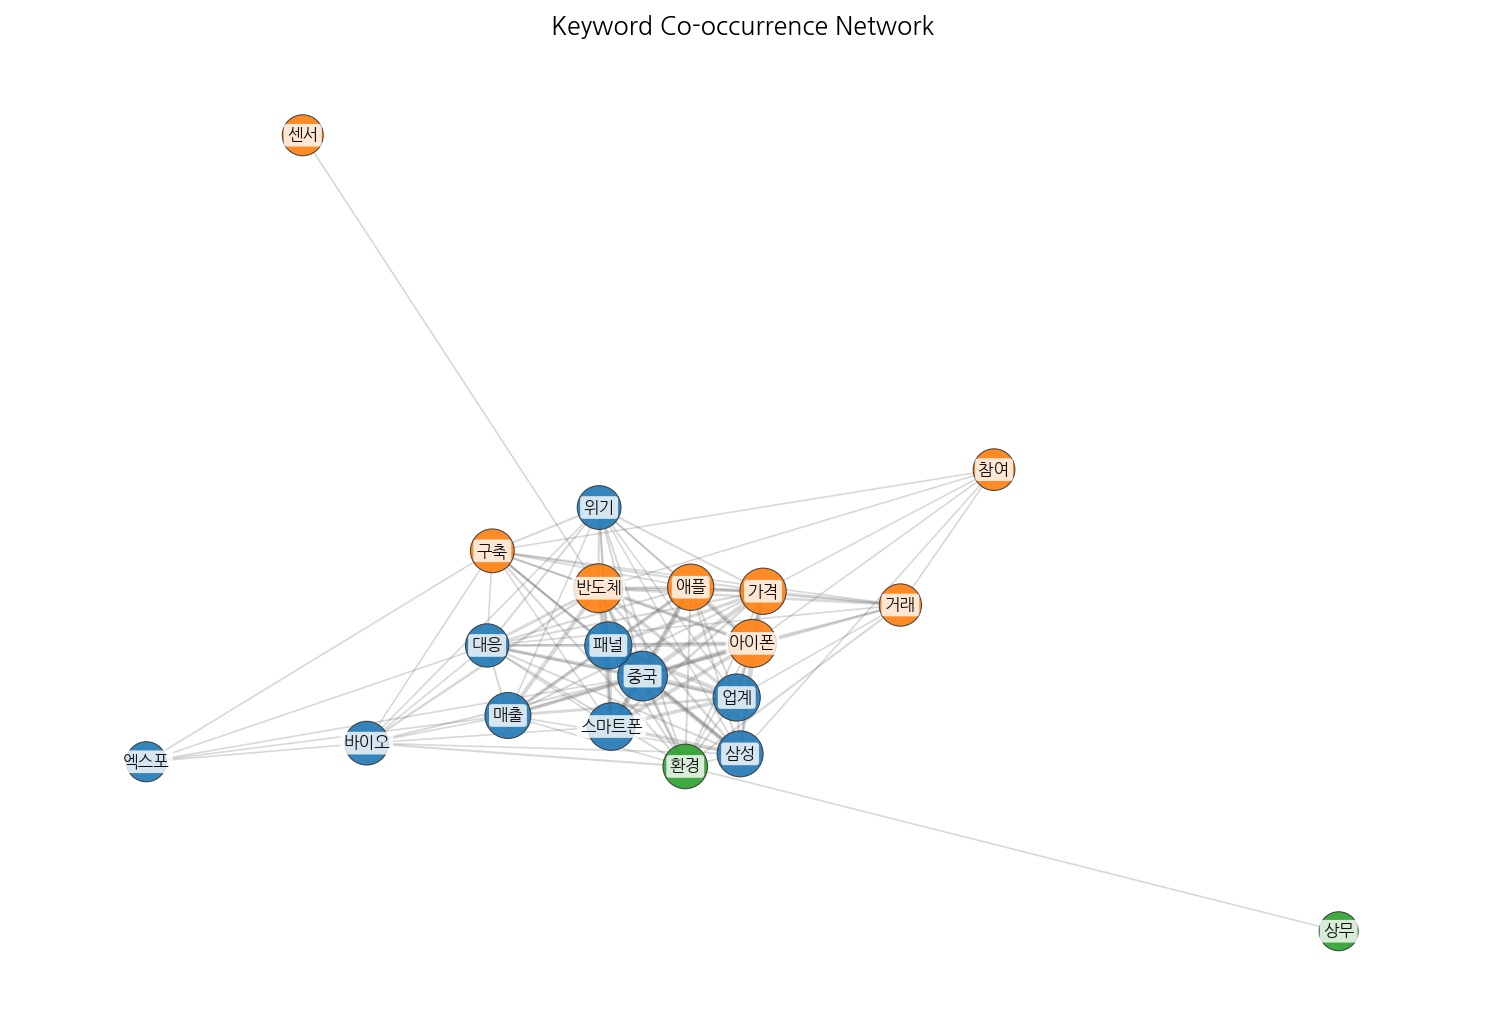 Keyword Co-occurrence Network
센서
참여
위기
구축
반도체
애플
가격
거래
대응
패널
아이폰
중국
업계
매출
스마트폰
바이오
삼성
엑스포
환경
상무